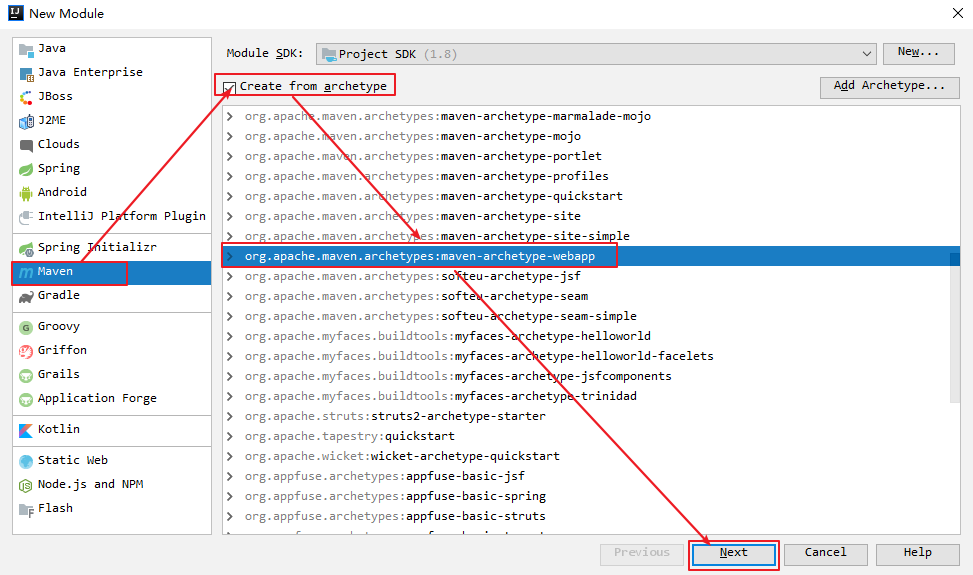 New Module
Java
Java Enterprise
JBoss
J2ME
Clouds
Spring
Android
IntelliJ Platform Plugin
Spring Initializr
Maven
Gradle
Groovy
Griffon
Grails
Application Forge
Kotlin
Static Web
Node.js and NPM
Flash
Module SDK: Project SDK (1.8) New...
Create from archetype Add Archetype...
org.apache.maven.archetypes:maven-archetype-marmalade-mojo
org.apache.maven.archetypes:maven-archetype-mojo
org.apache.maven.archetypes:maven-archetype-portlet
org.apache.maven.archetypes:maven-archetype-profiles
org.apache.maven.archetypes:maven-archetype-quickstart
org.apache.maven.archetypes:maven-archetype-site
org.apache.maven.archetypes:maven-archetype-site-simple
org.apache.maven.archetypes:maven-archetype-webapp
org.apache.maven.archetypes:softeu-archetype-jsf
org.apache.maven.archetypes:softeu-archetype-seam
org.apache.maven.archetypes:softeu-archetype-seam-simple
org.apache.myfaces.buildtools:myfaces-archetype-helloworld
org.apache.myfaces.buildtools:myfaces-archetype-helloworld-facelets
org.apache.myfaces.buildtools:myfaces-archetype-jsfcomponents
org.apache.myfaces.buildtools:myfaces-archetype-trinidad
org.apache.struts:struts2-archetype-starter
org.apache.tapestry:quickstart
org.apache.wicket:wicket-archetype-quickstart
org.appfuse.archetypes:appfuse-basic-jsf
org.appfuse.archetypes:appfuse-basic-spring
org.appfuse.archetypes:appfuse-basic-struts
Previous Next Cancel Help